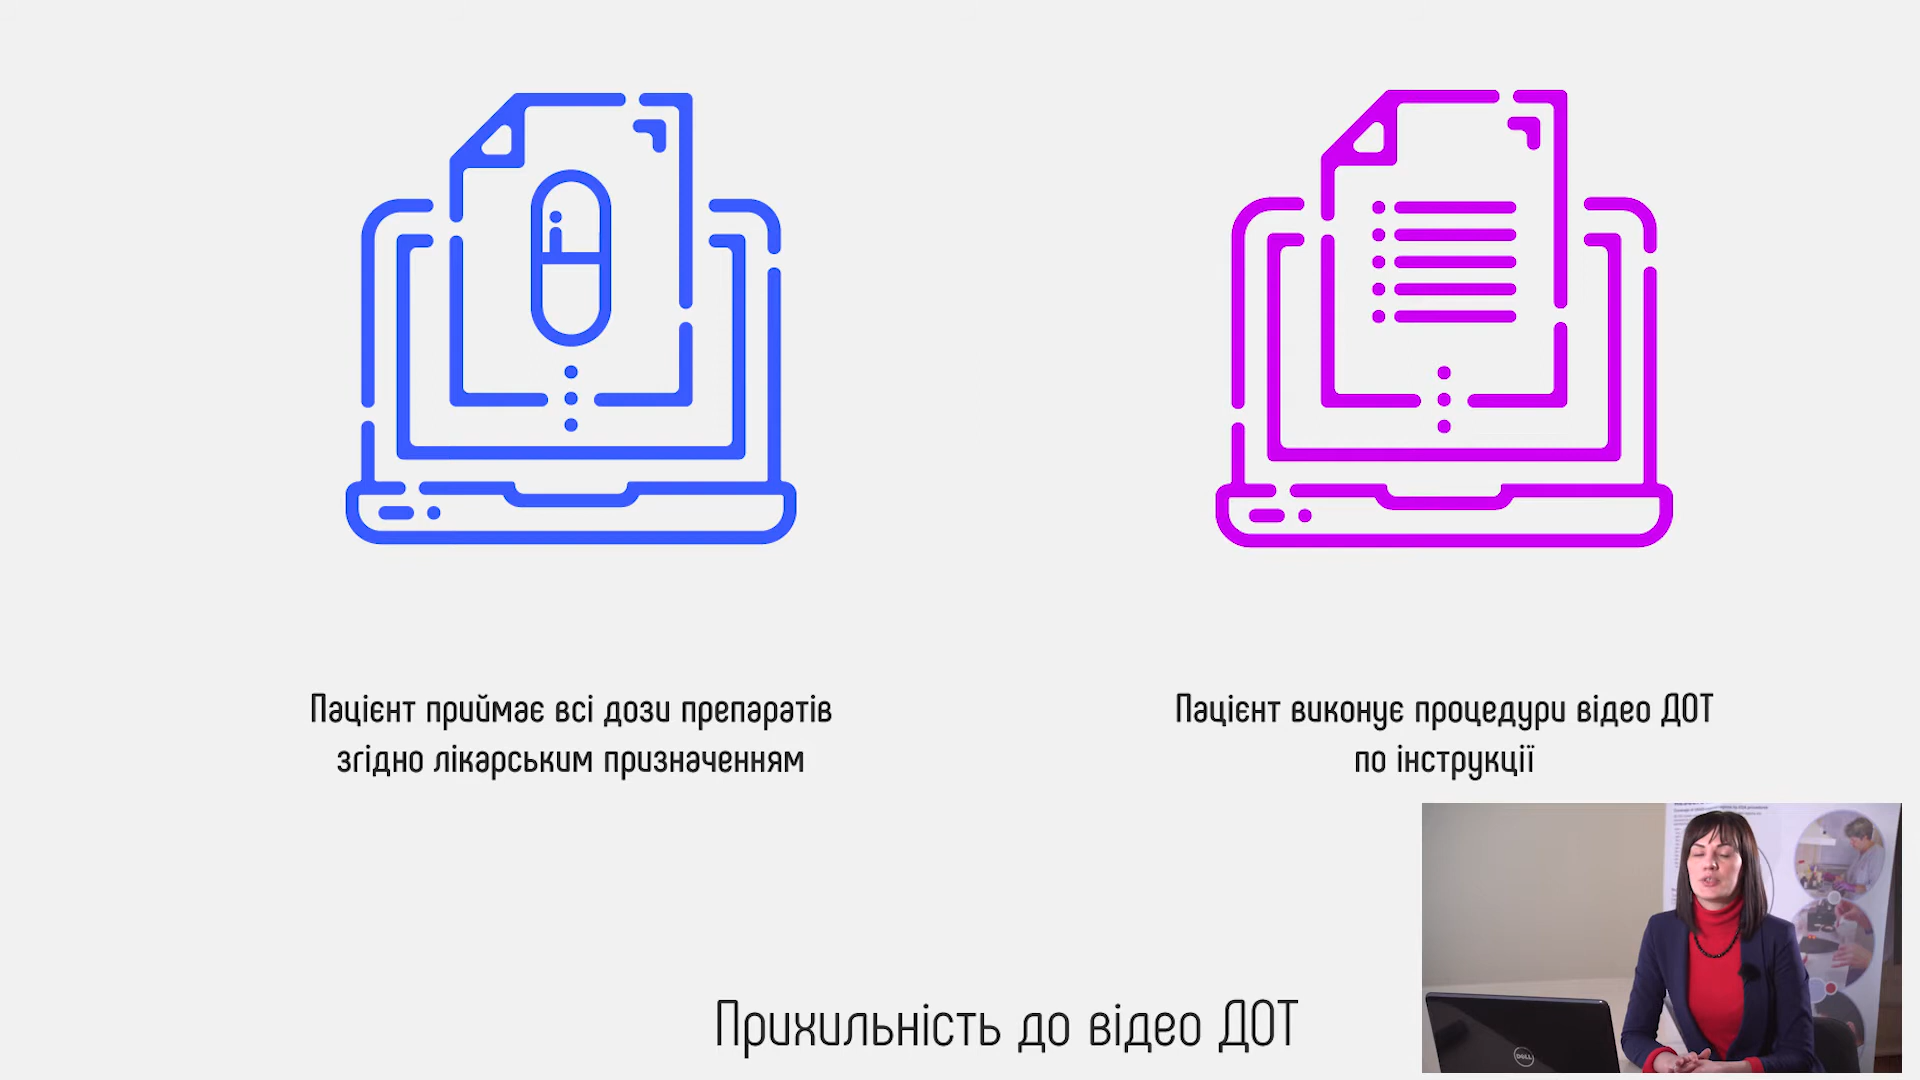 Пацієнт приймає всі дози препаратів
згідно лікарським призначенням
Пацієнт виконує процедури відео ДОТ
по інструкції
Прихильність до відео ДОТ
DELL